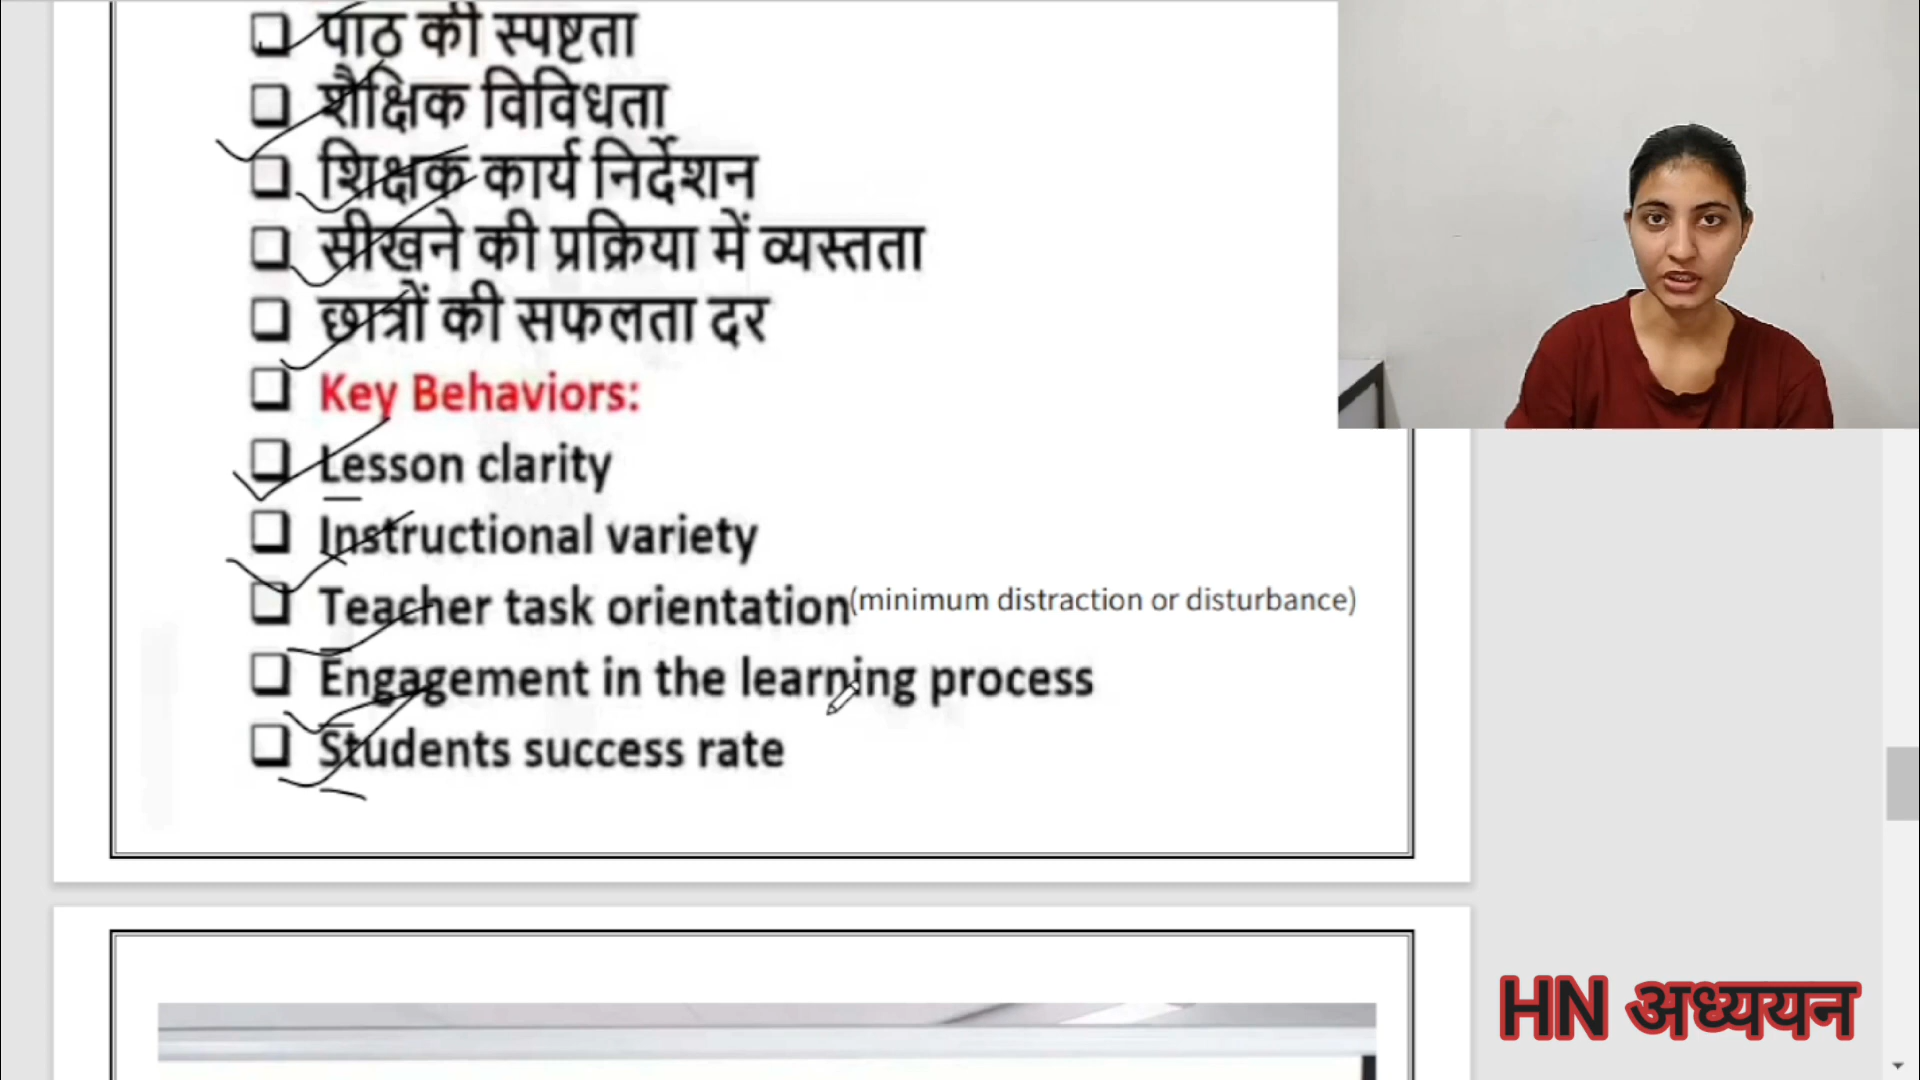 पाठ की स्पष्टता
शैक्षिक विविधता
शिक्षक कार्य निर्देशन
सीखने की प्रक्रिया में व्यस्तता
छात्रों की सफलता दर
Key Behaviors:
Lesson clarity
Instructional variety
Teacher task orientation(minimum distraction or disturbance)
Engagement in the learning process
Students success rate
HN अध्ययन